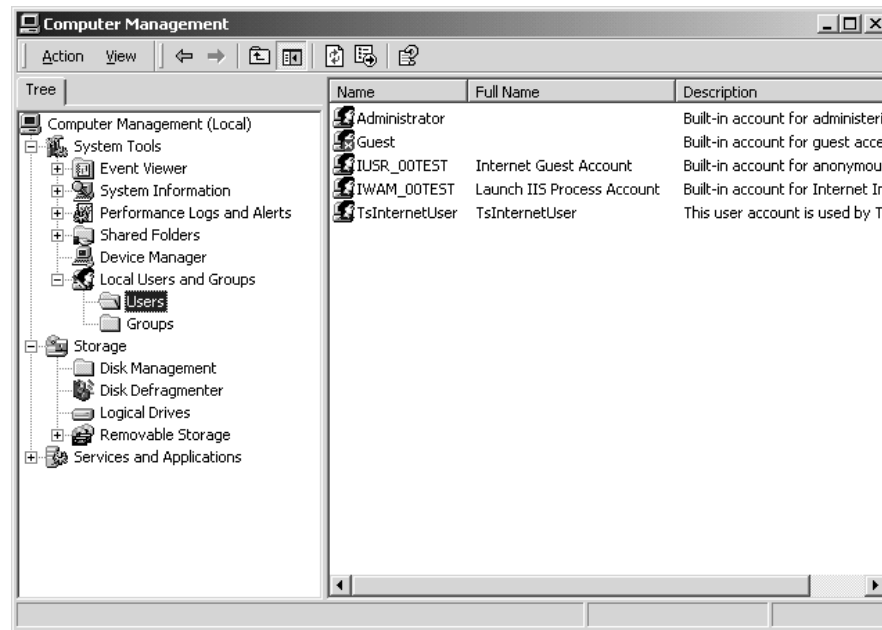 Computer Management
Action View
Tree
Computer Management (Local)
System Tools
Event Viewer
System Information
Performance Logs and Alerts
Shared Folders
Device Manager
Local Users and Groups
Users
Groups
Storage
Disk Management
Disk Defragmenter
Logical Drives
Removable Storage
Services and Applications
Name Full Name Description
Administrator Built-in account for administeri
Guest Built-in account for guest acce
IUSR_00TEST Internet Guest Account Built-in account for anonymou
IWAM_00TEST Launch IIS Process Account Built-in account for Internet In
TsInternetUser TsInternetUser This user account is used by T